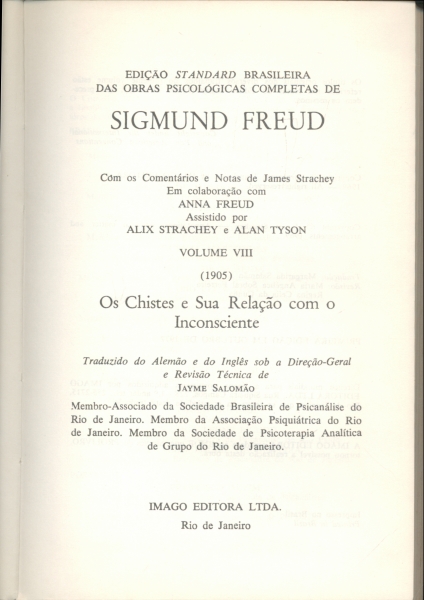 EDIÇÃO STANDARD BRASILEIRA
DAS OBRAS PSICOLÓGICAS COMPLETAS DE
SIGMUND FREUD
Com os Comentários e Notas de James Strachey
Em colaboração com
ANNA FREUD
Assistido por
ALIX STRACHEY e ALAN TYSON
VOLUME VIII
(1905)
Os Chistes e Sua Relação com o
Inconsciente
Traduzido do Alemão e do Inglês sob a Direção-Geral
e Revisão Técnica de
JAYME SALOMÃO
Membro-Associado da Sociedade Brasileira de Psicanálise do
Rio de Janeiro. Membro da Associação Psiquiátrica do Rio
de Janeiro. Membro da Sociedade de Psicoterapia Analítica
de Grupo do Rio de Janeiro.
IMAGO EDITORA LTDA.
Rio de Janeiro